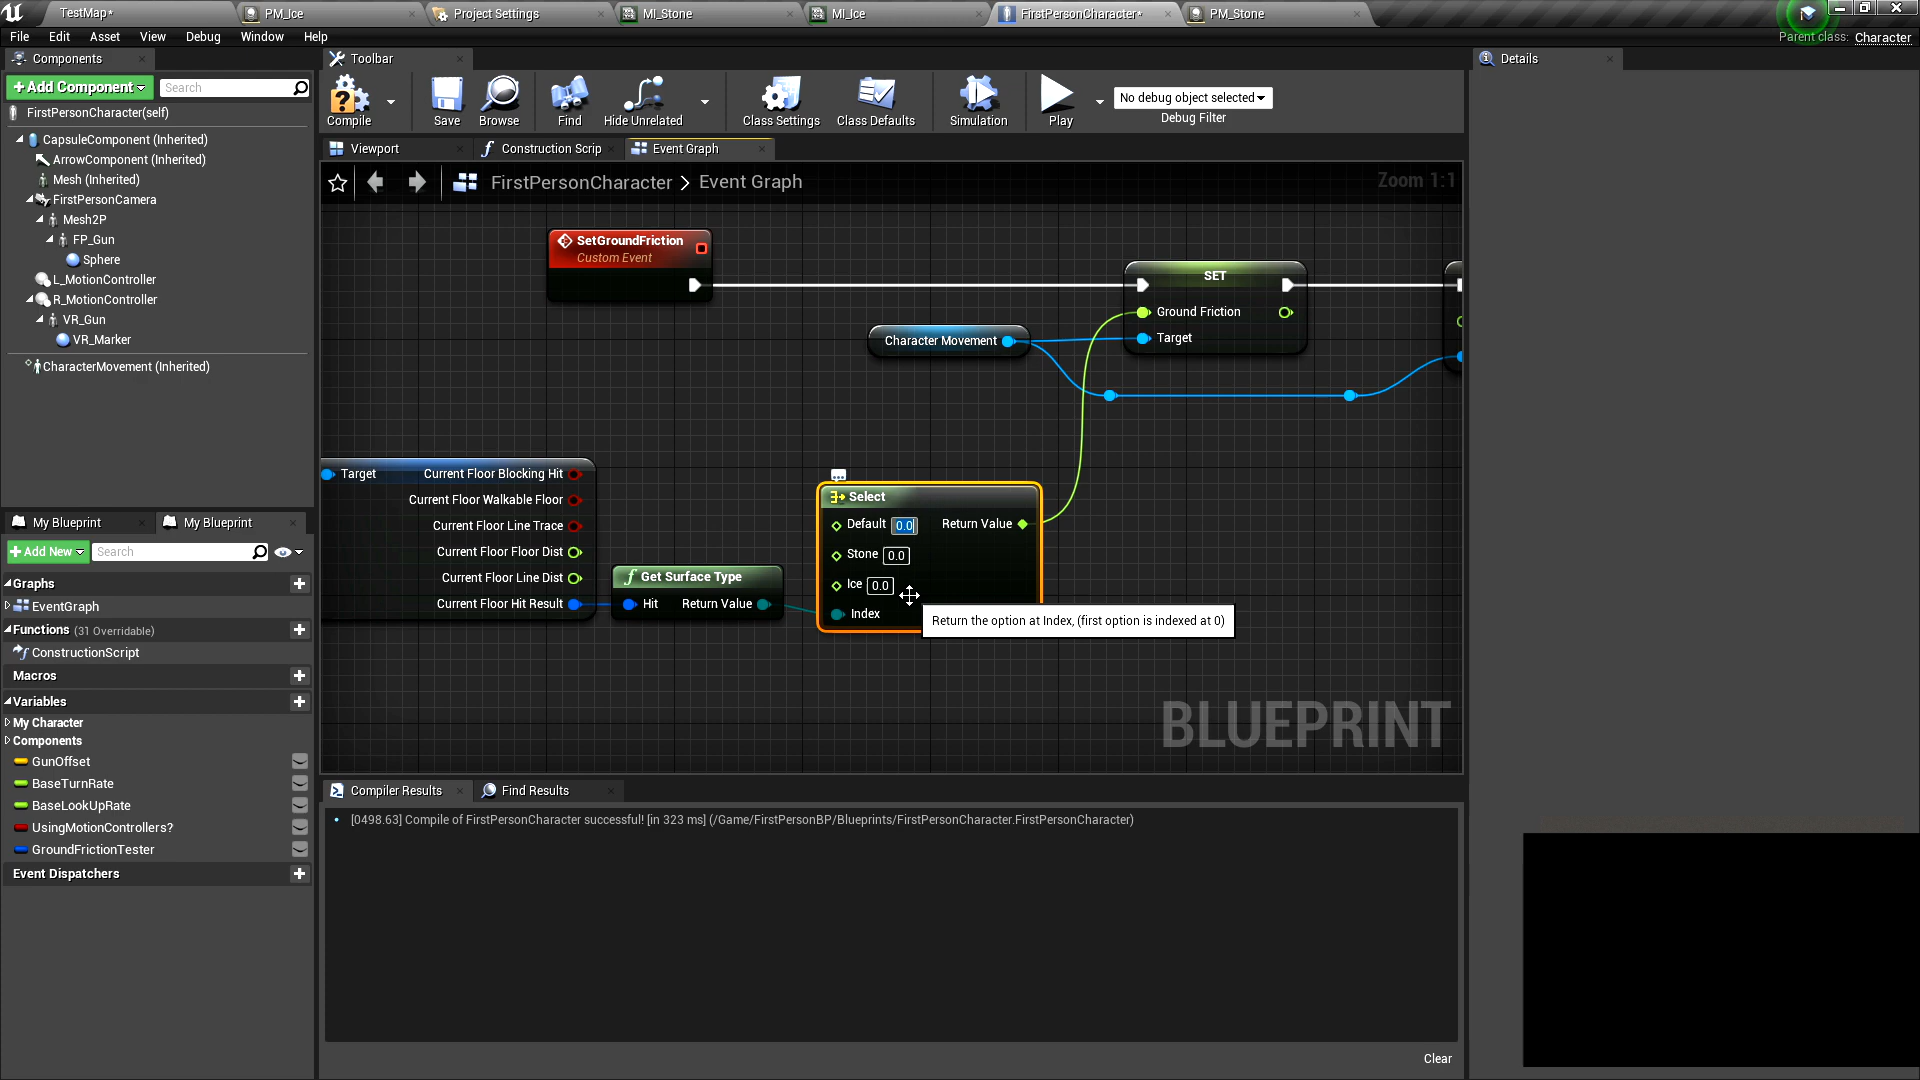 TestMap*
PM_Ice
Project Settings
MI_Stone
MI_Ice
FirstPersonCharacter*
PM_Stone
File Edit Asset View Debug Window Help
Parent class: Character
Components
Toolbar
Details
+Add Component
Search
FirstPersonCharacter(self)
CapsuleComponent (Inherited)
ArrowComponent (Inherited)
Mesh (Inherited)
FirstPersonCamera
Mesh2P
FP_Gun
Sphere
L_MotionController
R_MotionController
VR_Gun
VR_Marker
CharacterMovement (Inherited)
Compile
Save
Browse
Find
Hide Unrelated
Class Settings
Class Defaults
Simulation
Play
No debug object selected
Debug Filter
Viewport
Construction Scrip
Event Graph
FirstPersonCharacter > Event Graph
Zoom 1:1
SetGroundFriction
Custom Event
SET
Ground Friction
Target
Character Movement
Target
Current Floor Blocking Hit
Current Floor Walkable Floor
Current Floor Line Trace
Current Floor Floor Dist
Current Floor Line Dist
Current Floor Hit Result
Get Surface Type
Hit Return Value
Select
Default 0.0 Return Value
Stone 0.0
Ice 0.0
Index
Return the option at Index, (first option is indexed at 0)
BLUEPRINT
My Blueprint
My Blueprint
+Add New
Search
Graphs
EventGraph
Functions (31 Overridable)
ConstructionScript
Macros
Variables
My Character
Components
GunOffset
BaseTurnRate
BaseLookUpRate
UsingMotionControllers?
GroundFrictionTester
Event Dispatchers
Compiler Results
Find Results
[0498.63] Compile of FirstPersonCharacter successful! [in 323 ms] (/Game/FirstPersonBP/Blueprints/FirstPersonCharacter.FirstPersonCharacter)
Clear